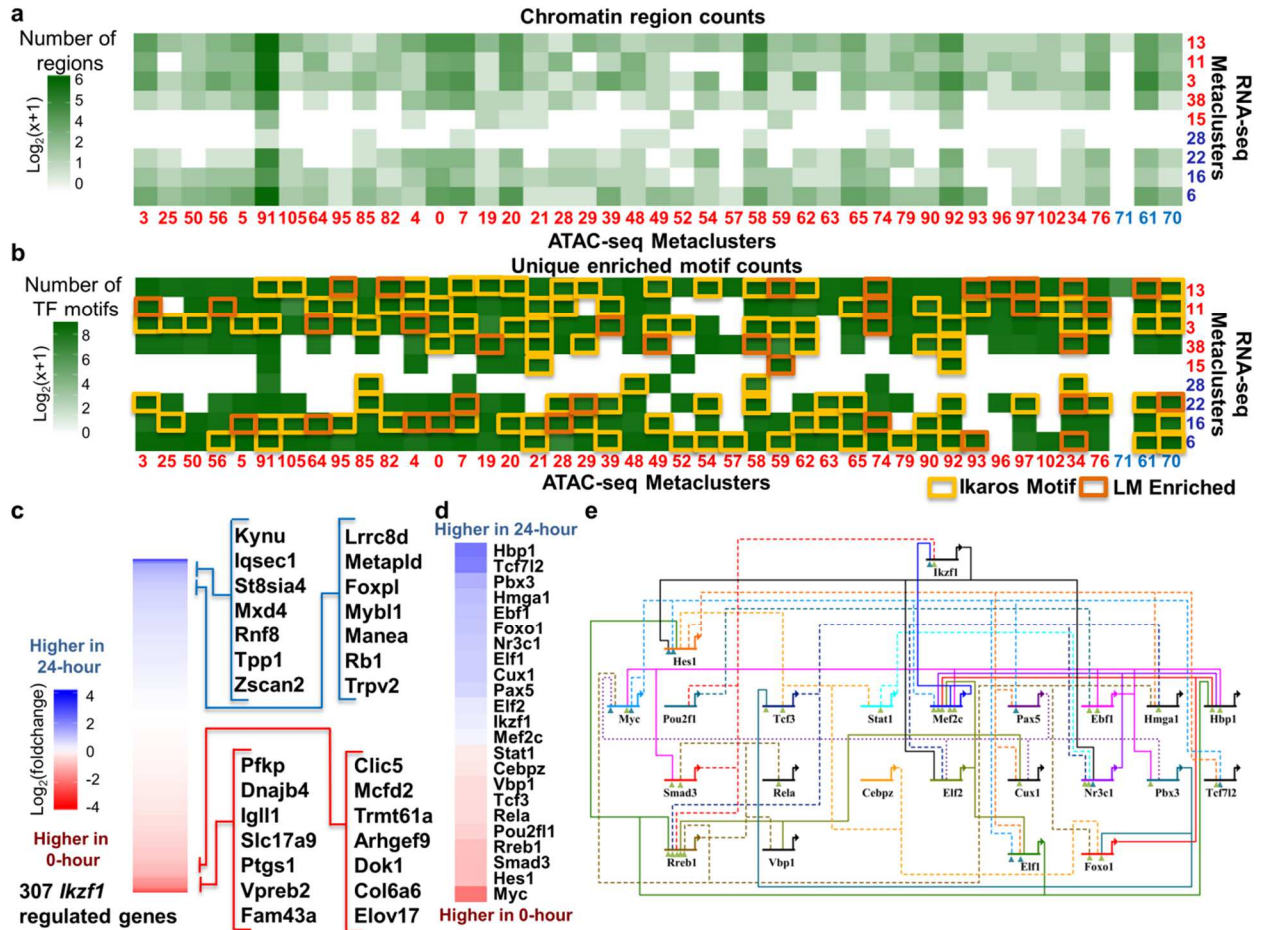 a
Chromatin region counts
Number of
regions
Log2(x+1)
6
5
4
2
1
0
13
11
3
38
15
28
22
16
6
RNA-seq
Metaclusters
3 25 50 56 5 91 105 64 95 85 82 4 0 7 19 20 21 28 29 39 48 49 52 54 57 58 59 62 63 65 74 79 90 92 93 96 97 102 34 76 71 61 70
ATAC-seq Metaclusters
b
Unique enriched motif counts
Number of
TF motifs
Log2(x+1)
8
6
4
2
0
13
11
3
38
15
28
22
16
6
RNA-seq
Metaclusters
3 25 50 56 5 91 105 64 95 85 82 4 0 7 19 20 21 28 29 39 48 49 52 54 57 58 59 62 63 65 74 79 90 92 93 96 97 102 34 76 71 61 70
ATAC-seq Metaclusters
Ikaros Motif
LM Enriched
c
Higher in
24-hour
Log2(foldchange)
4
2
0
-2
-4
Higher in
0-hour
307 Ikzf1
regulated genes
Kynu
Iqsec1
St8sia4
Mxd4
Rnf8
Tpp1
Zscan2
Lrrc8d
Metapld
Foxpl
Mybl1
Manea
Rb1
Trpv2
Pfkp
Dnajb4
Igll1
Slc17a9
Ptgs1
Vpreb2
Fam43a
Clic5
Mcfd2
Trmt61a
Arhgef9
Dok1
Col6a6
Elov17
d
Higher in 24-hour
Hbp1
Tcf7l2
Pbx3
Hmga1
Ebf1
Foxo1
Nr3c1
Elf1
Cux1
Pax5
Elf2
Ikzf1
Mef2c
Stat1
Cebpz
Vbp1
Tcf3
Rela
Pou2fl1
Rreb1
Smad3
Hes1
Myc
Higher in 0-hour
e
Ikzf1
Hes1
Myc
Pou2f1
Tcf3
Stat1
Mef2c
Pax5
Ebf1
Hmga1
Hbp1
Smad3
Rela
Cebpz
Elf2
Cux1
Nr3c1
Pbx3
Tcf7l2
Rreb1
Vbp1
Elf1
Foxo1